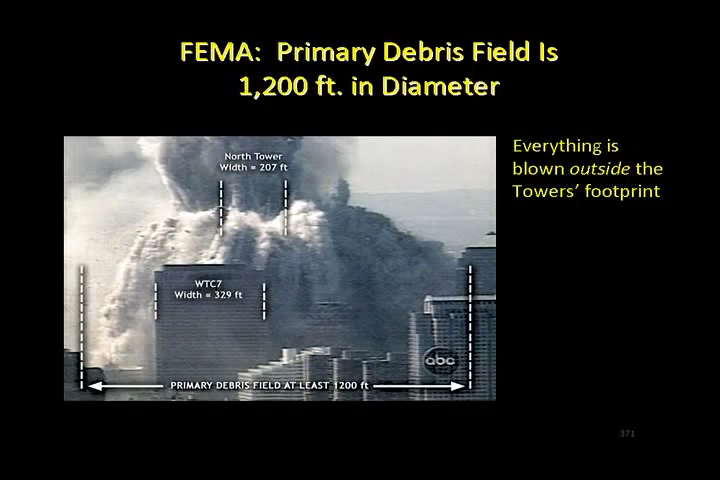 FEMA: Primary Debris Field Is
1,200 ft. in Diameter
Everything is
blown outside the
Towers' footprint
North Tower
Width = 207 ft
WTC7
Width = 329 ft
abc
PRIMARY DEBRIS FIELD AT LEAST 1200 ft
371